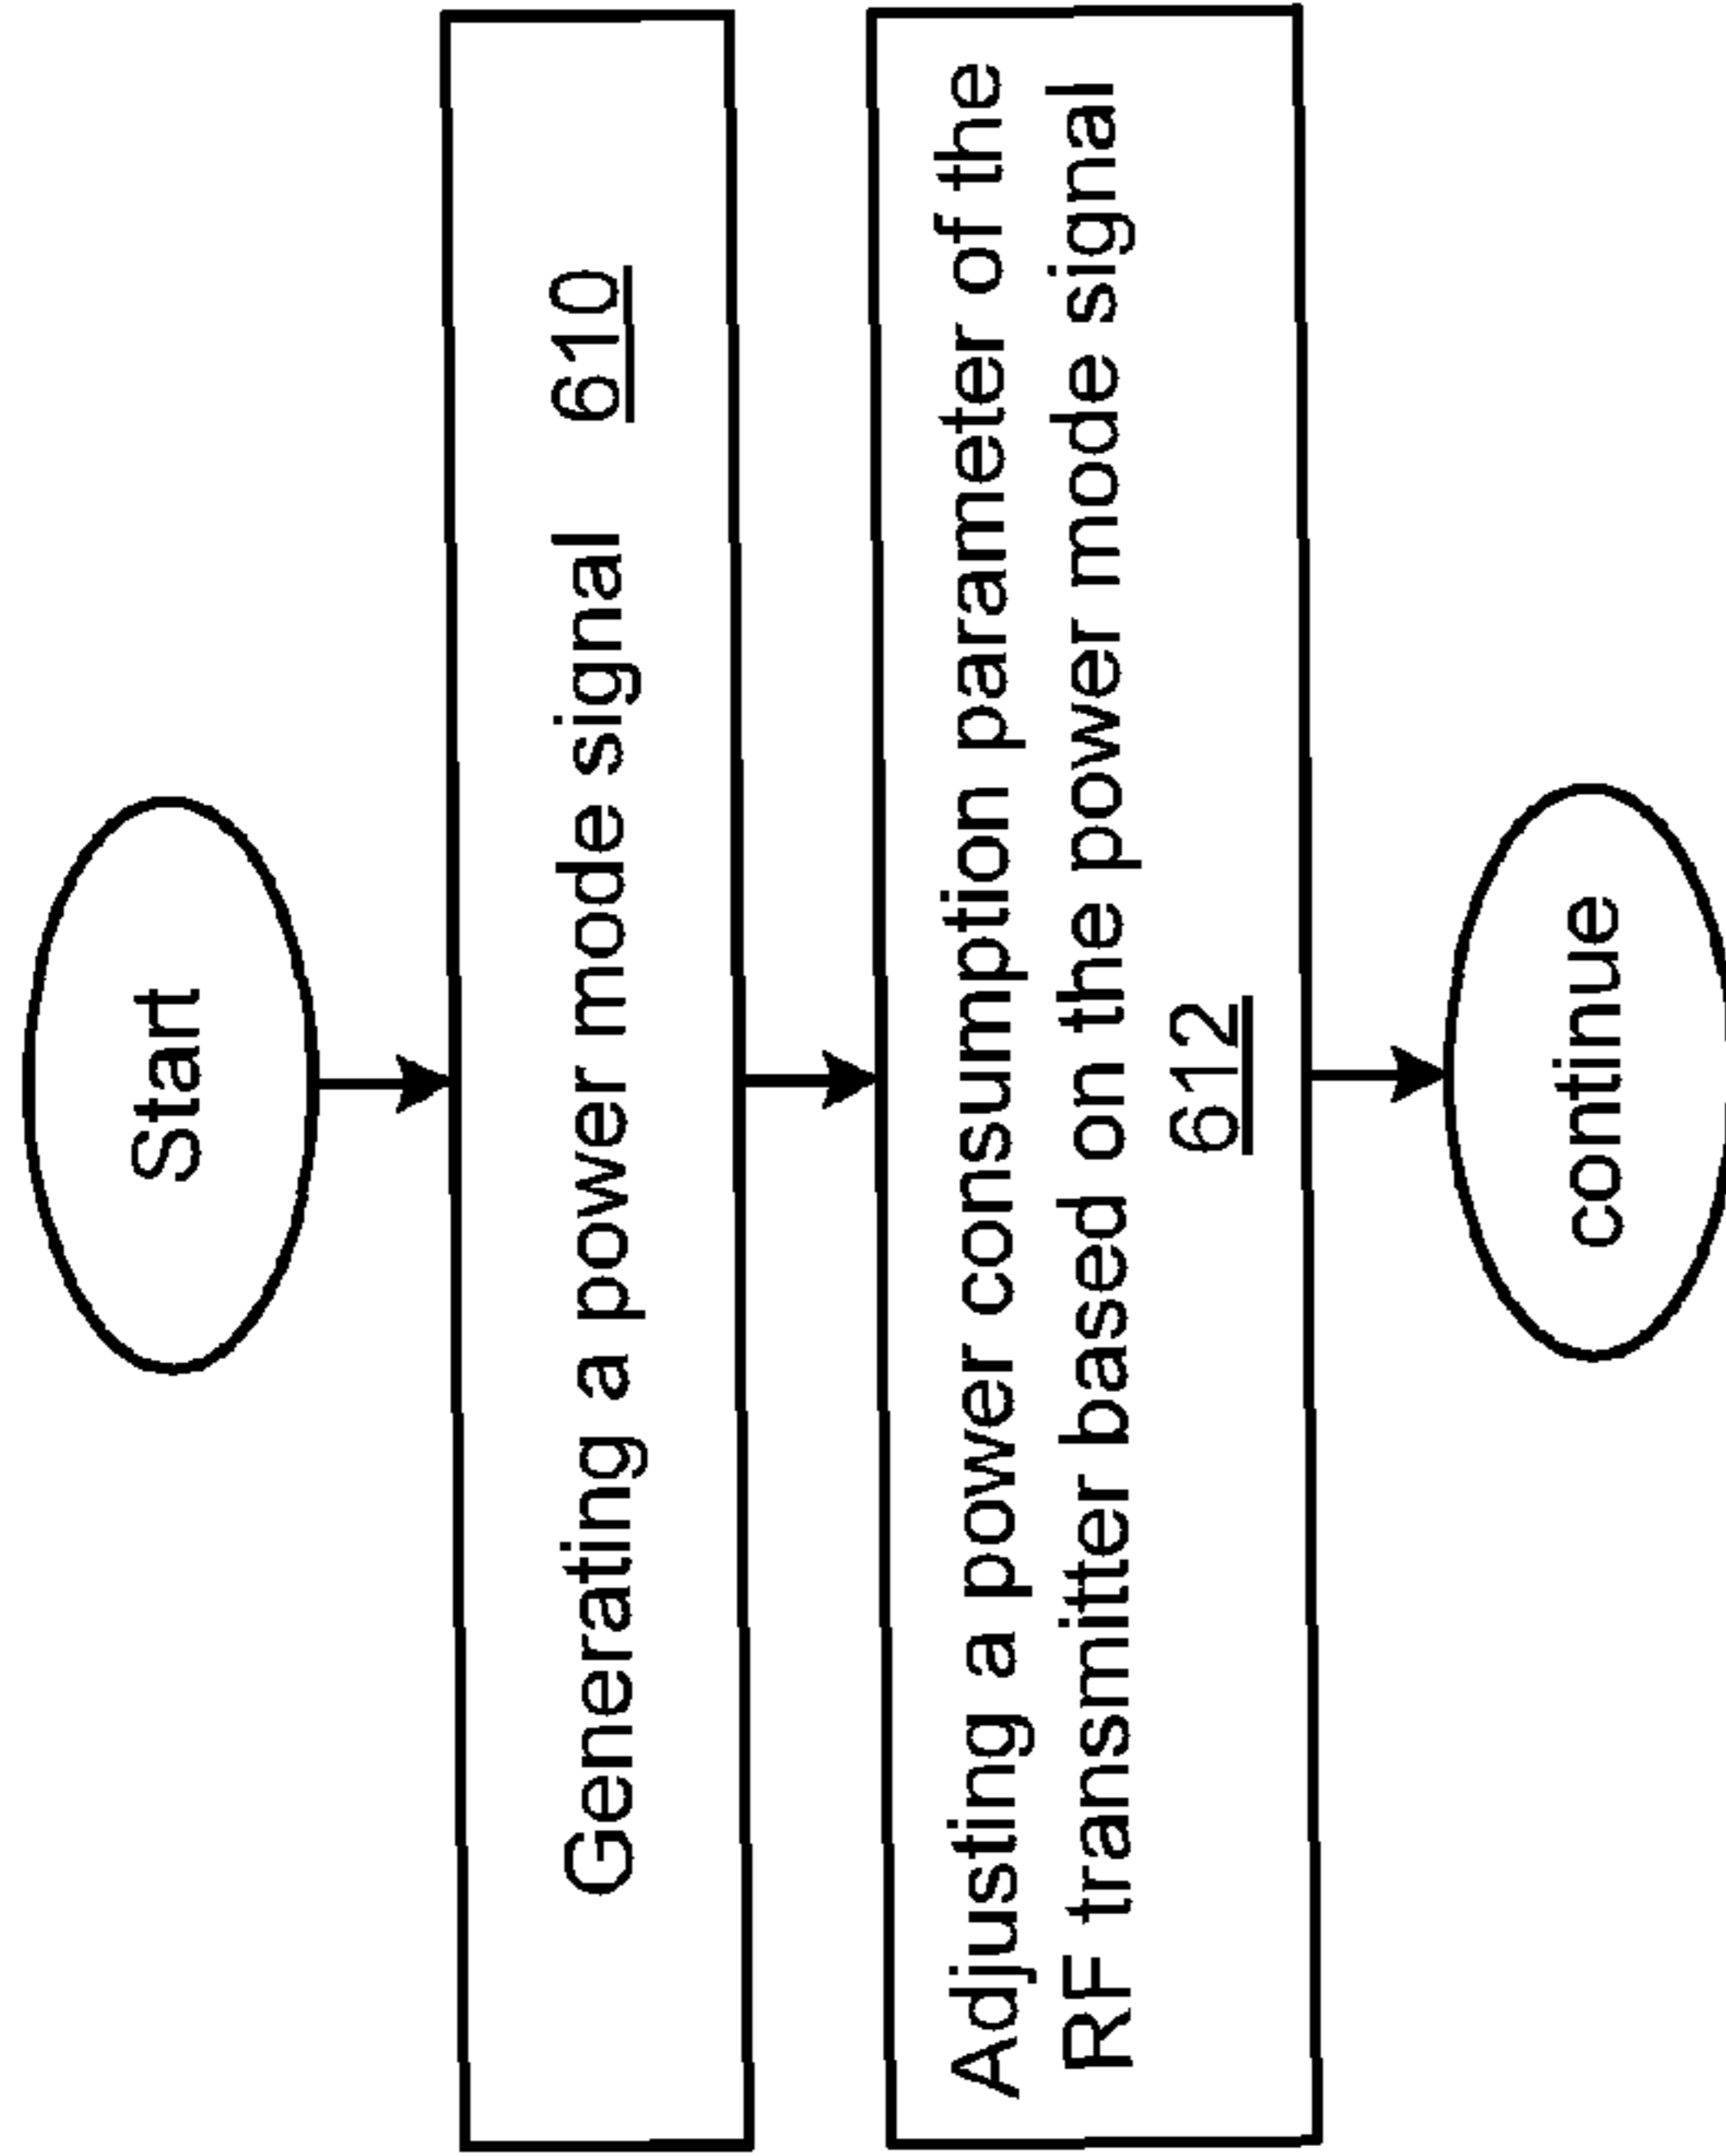 Start
Generating a power mode signal 610
Adjusting a power consumption parameter of the
RF transmitter based on the power mode signal
612
continue